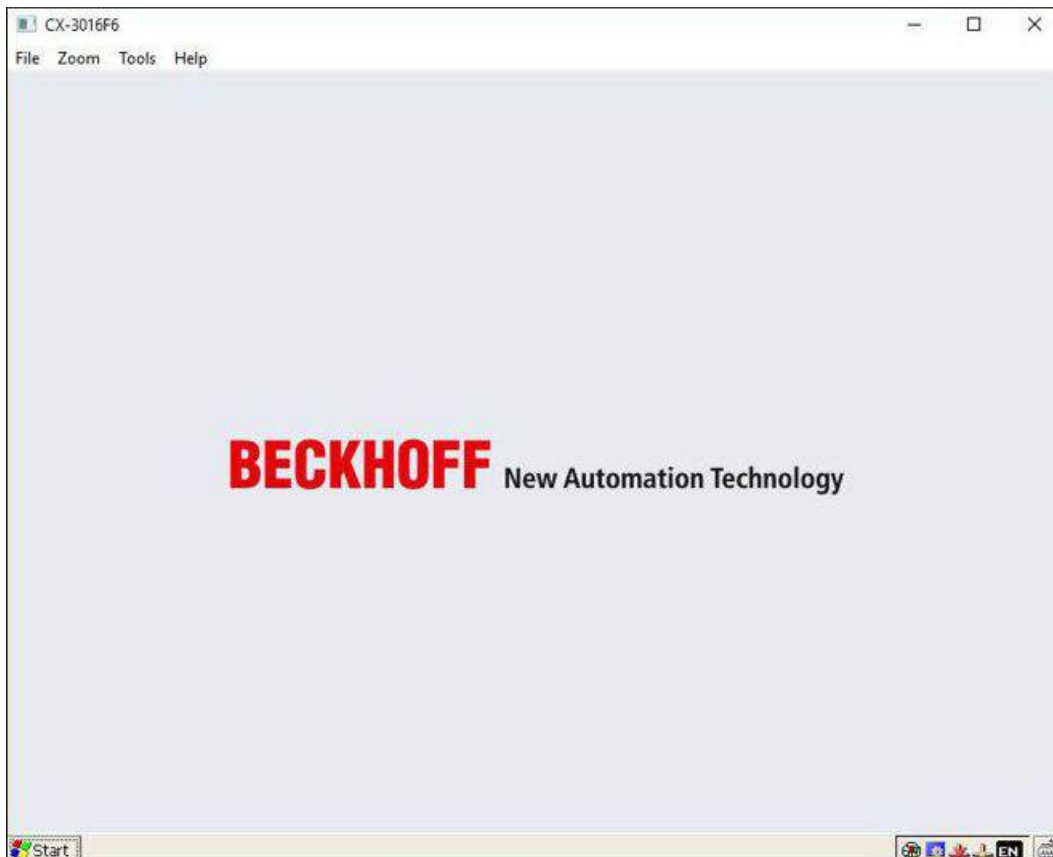 CX-3016F6
File Zoom Tools Help
BECKHOFF New Automation Technology
Start
EN